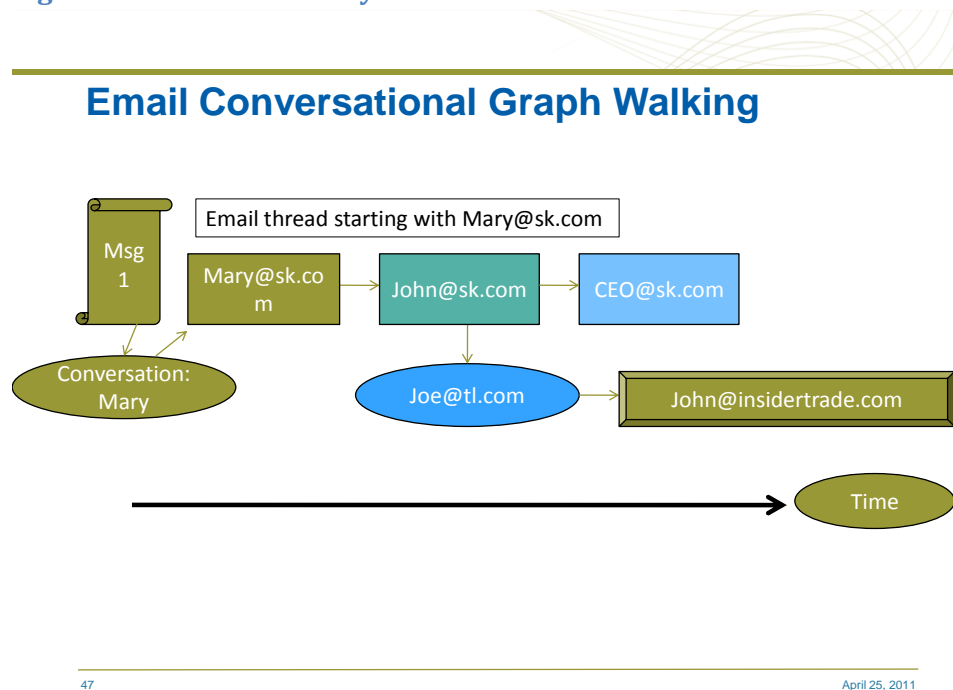 Email Conversational Graph Walking
Email thread starting with Mary@sk.com
Msg
1
Mary@sk.co
m
John@sk.com
CEO@sk.com
Conversation:
Mary
Joe@tl.com
John@insidertrade.com
Time
47
April 25, 2011